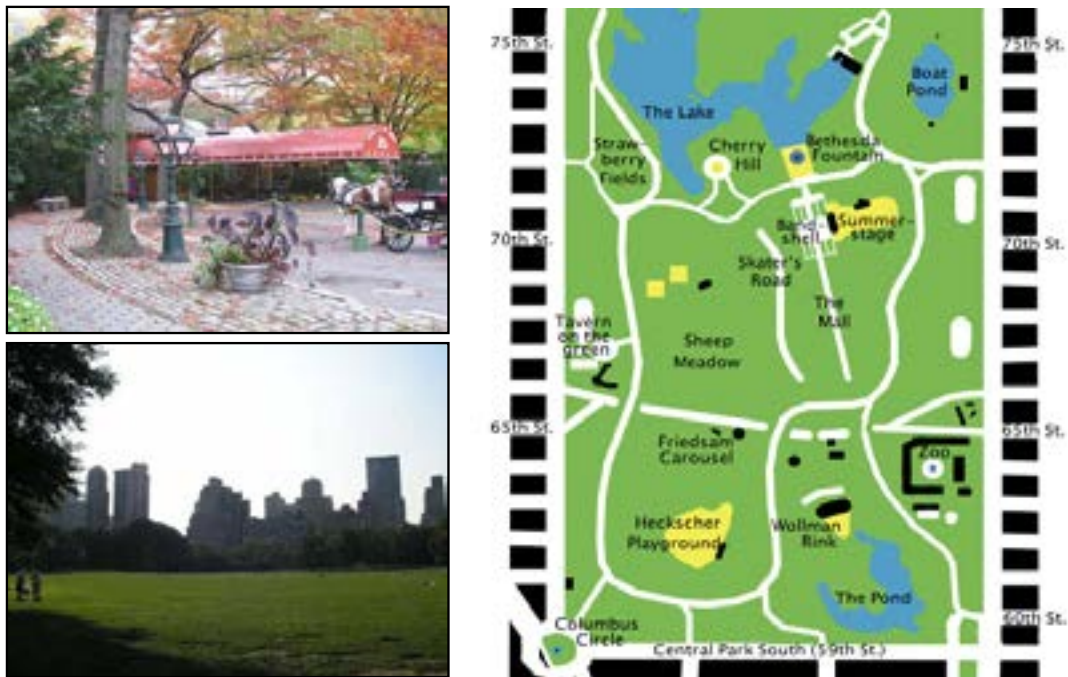 75th St.
75th St.
Boat
Pond
The Lake
Straw-
berry
Fields
Cherry
Hill
Bethesda
Fountain
70th St.
70th St.
Band-
shell
Summer-
stage
Skater's
Road
The
Mall
Tavern
on the
green
Sheep
Meadow
65th St.
65th St.
Friedsam
Carousel
Zoo
Heckscher
Playground
Wollman
Rink
The Pond
60th St.
Columbus
Circle
Central Park South (59th St.)